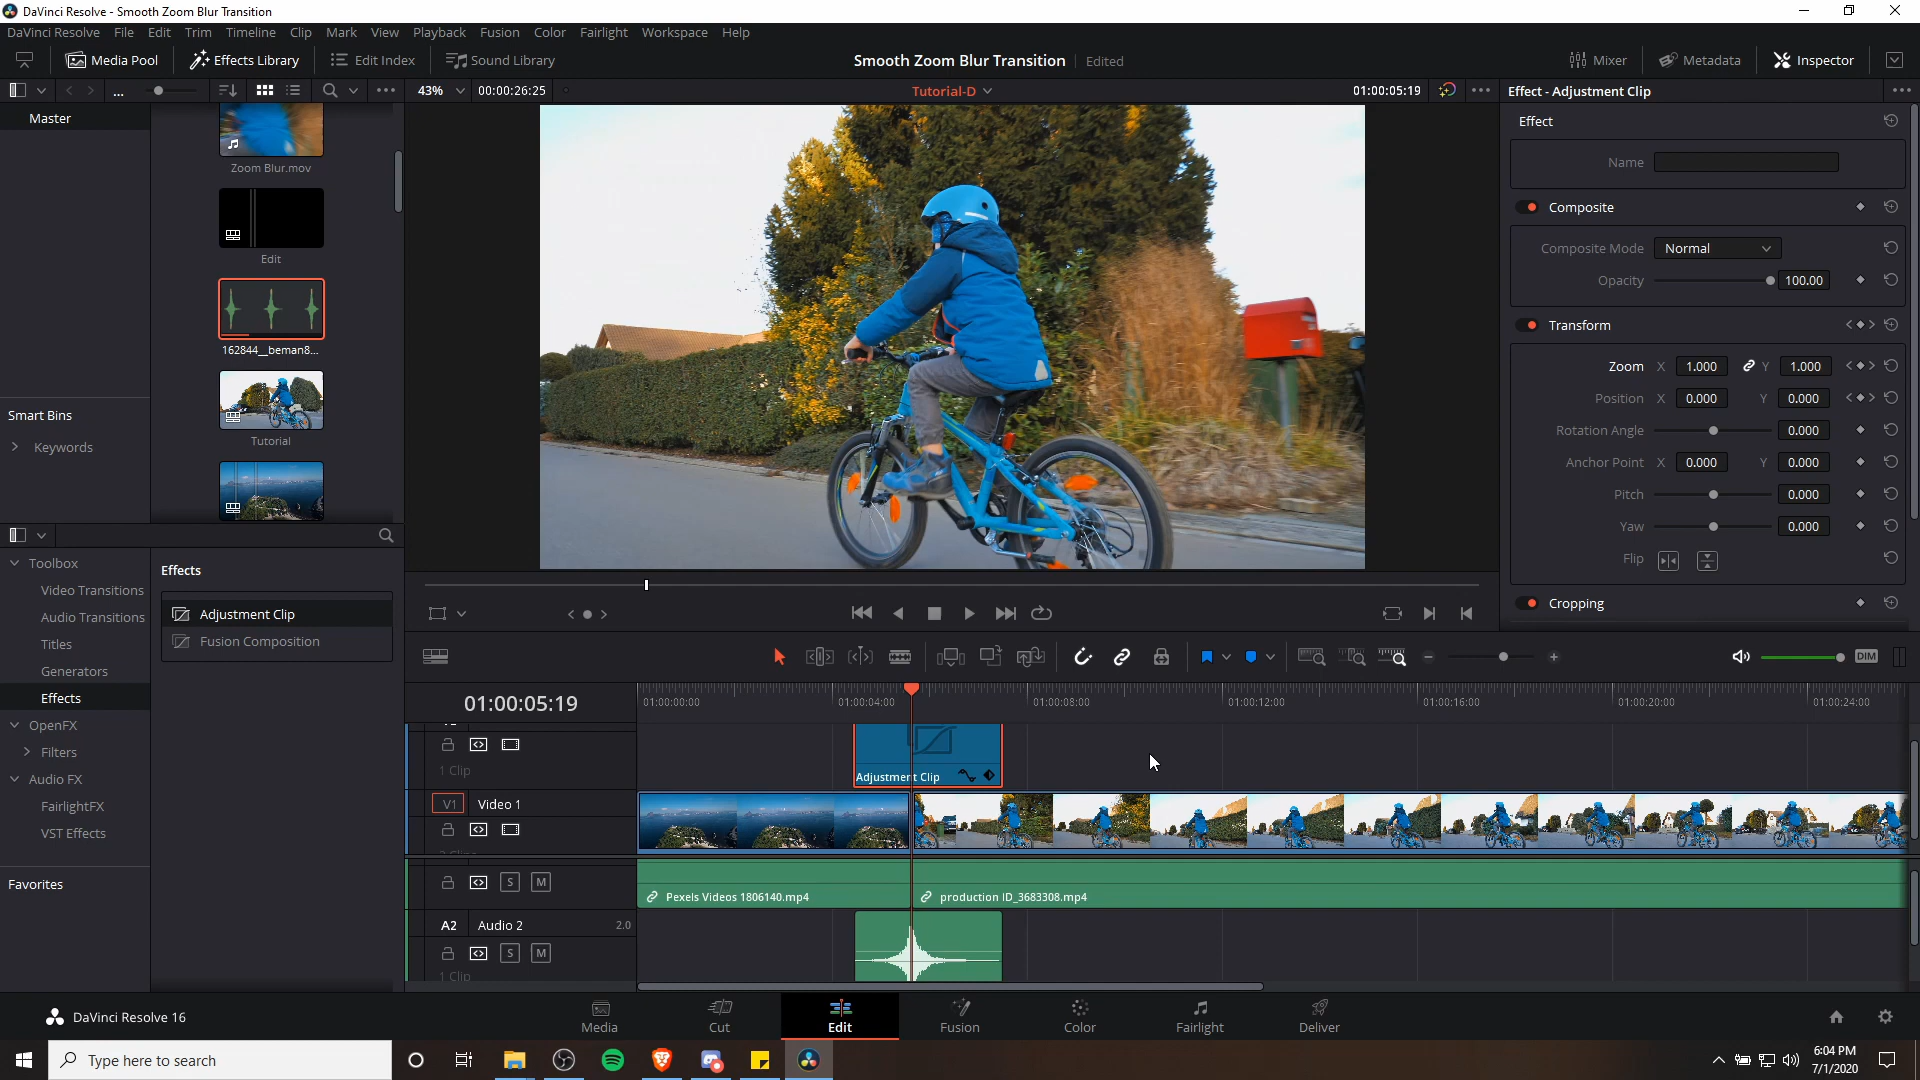 DaVinci Resolve - Smooth Zoom Blur Transition
DaVinci Resolve File Edit Trim Timeline Clip Mark View Playback Fusion Color Fairlight Workspace Help
Media Pool Effects Library Edit Index Sound Library Smooth Zoom Blur Transition Edited Mixer Metadata Inspector
... 43% 00:00:26:25 Tutorial-D 01:00:05:19 Effect - Adjustment Clip
Master
Zoom Blur.mov
Edit
162844__beman8...
Tutorial
Smart Bins
Keywords
Effect
Name
Composite
Composite Mode Normal
Opacity 100.00
Transform
Zoom X 1.000 Y 1.000
Position X 0.000 Y 0.000
Rotation Angle 0.000
Anchor Point X 0.000 Y 0.000
Pitch 0.000
Yaw 0.000
Flip
Cropping
Toolbox
Video Transitions
Audio Transitions
Titles
Generators
Effects
OpenFX
Filters
Audio FX
FairlightFX
VST Effects
Favorites
Effects
Adjustment Clip
Fusion Composition
DIM
01:00:05:19
01:00:00:00 01:00:04:00 01:00:08:00 01:00:12:00 01:00:16:00 01:00:20:00 01:00:24:00
1 Clip
Adjustment Clip
V1 Video 1
S M
Pexels Videos 1806140.mp4 production ID_3683308.mp4
A2 Audio 2 2.0
S M
1 Clip
DaVinci Resolve 16
Media Cut Edit Fusion Color Fairlight Deliver
Type here to search
6:04 PM
7/1/2020